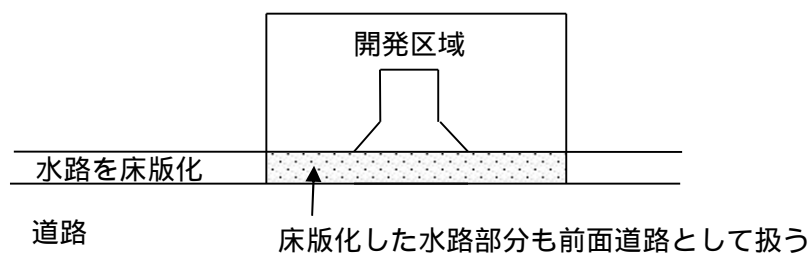 開発区域
水路を床版化
道路
床版化した水路部分も前面道路として扱う